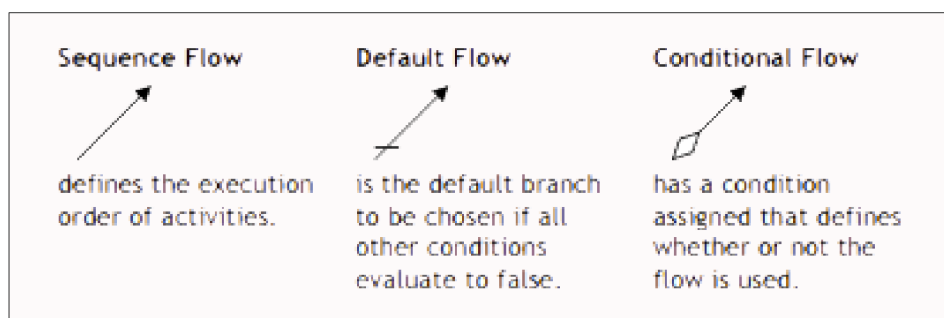 Sequence Flow
defines the execution
order of activities.
Default Flow
is the default branch
to be chosen if all
other conditions
evaluate to false.
Conditional Flow
has a condition
assigned that defines
whether or not the
flow is used.